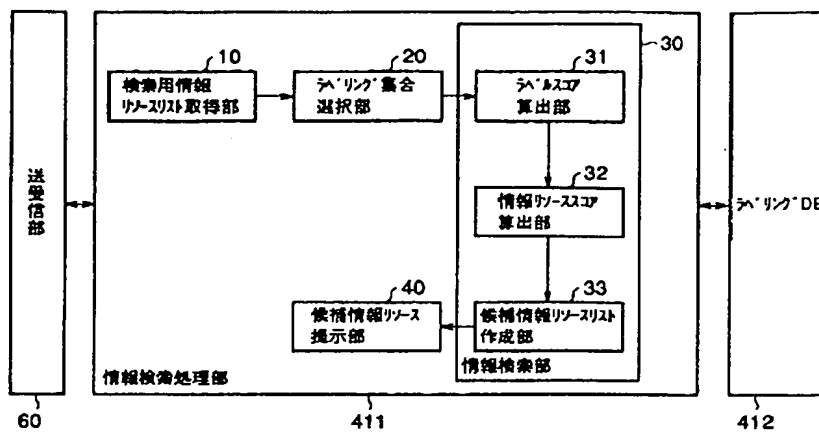 10
検索用情報
リソースリスト取得部
20
ラベリング集合
選択部
30
31
ラベルスコア
算出部
32
情報リソーススコア
算出部
33
候補情報リソースリスト
作成部
情報検索部
40
候補情報リソース
提示部
情報検索処理部
411
送受信部
60
ラベリングDB
412